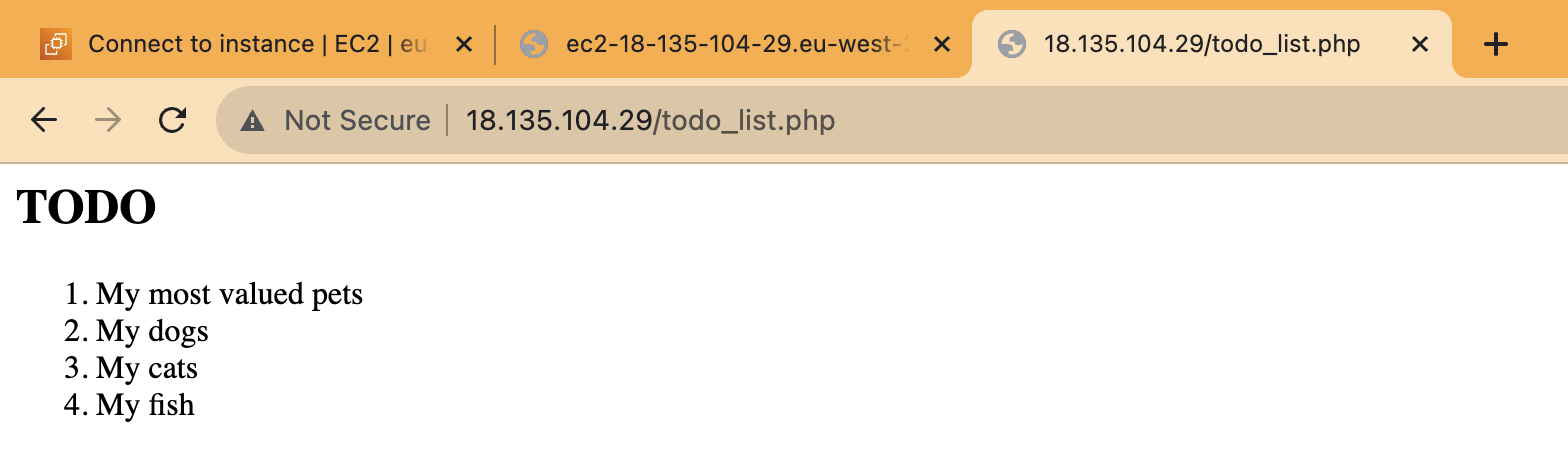 Connect to instance | EC2 | eu
ec2-18-135-104-29.eu-west-2
18.135.104.29/todo_list.php
Not Secure
18.135.104.29/todo_list.php
TODO
1. My most valued pets
2. My dogs
3. My cats
4. My fish